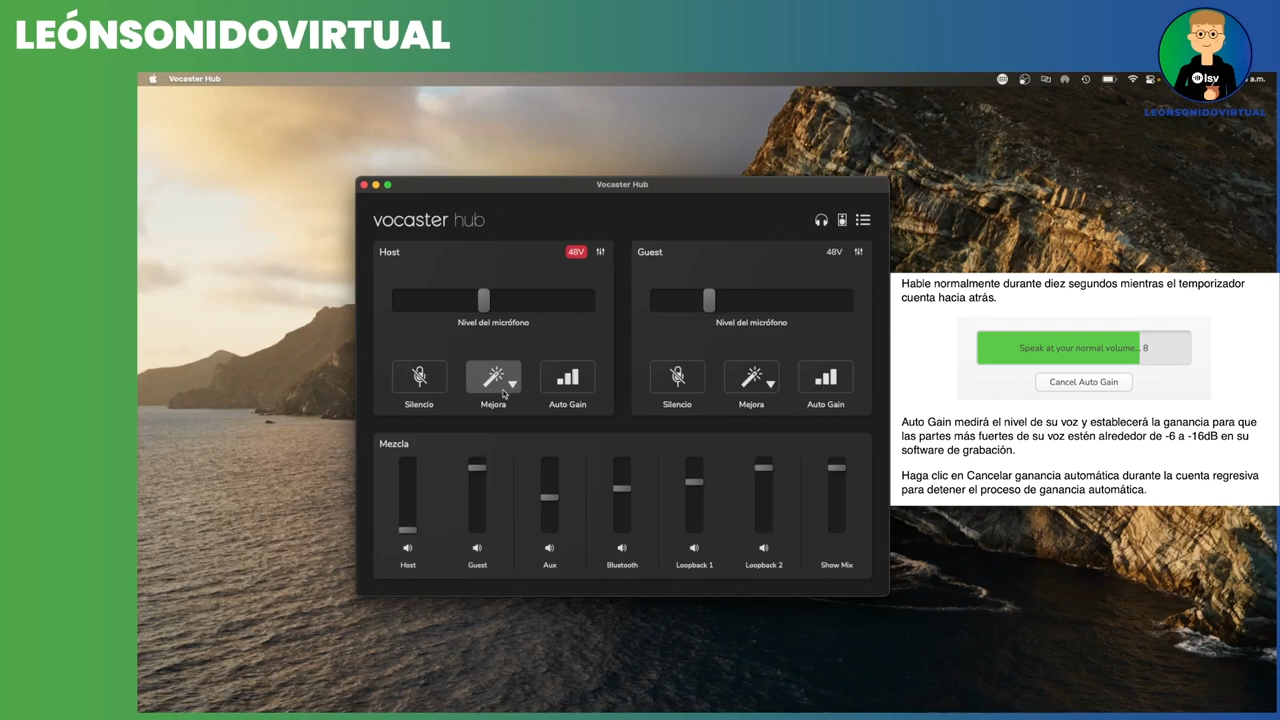 LEÓNSONIDOVIRTUAL
lsv
LEÓNSONIDOVIRTUAL
Vocaster Hub
a.m.
Vocaster Hub
vocaster hub
Host
48V
Guest
48V
Nivel del micrófono
Nivel del micrófono
Silencio
Mejora
Auto Gain
Silencio
Mejora
Auto Gain
Mezcla
Host
Guest
Aux
Bluetooth
Loopback 1
Loopback 2
Show Mix
Hable normalmente durante diez segundos mientras el temporizador
cuenta hacia atrás.
Speak at your normal volume... 8
Cancel Auto Gain
Auto Gain medirá el nivel de su voz y establecerá la ganancia para que
las partes más fuertes de su voz estén alrededor de -6 a -16dB en su
software de grabación.
Haga clic en Cancelar ganancia automática durante la cuenta regresiva
para detener el proceso de ganancia automática.